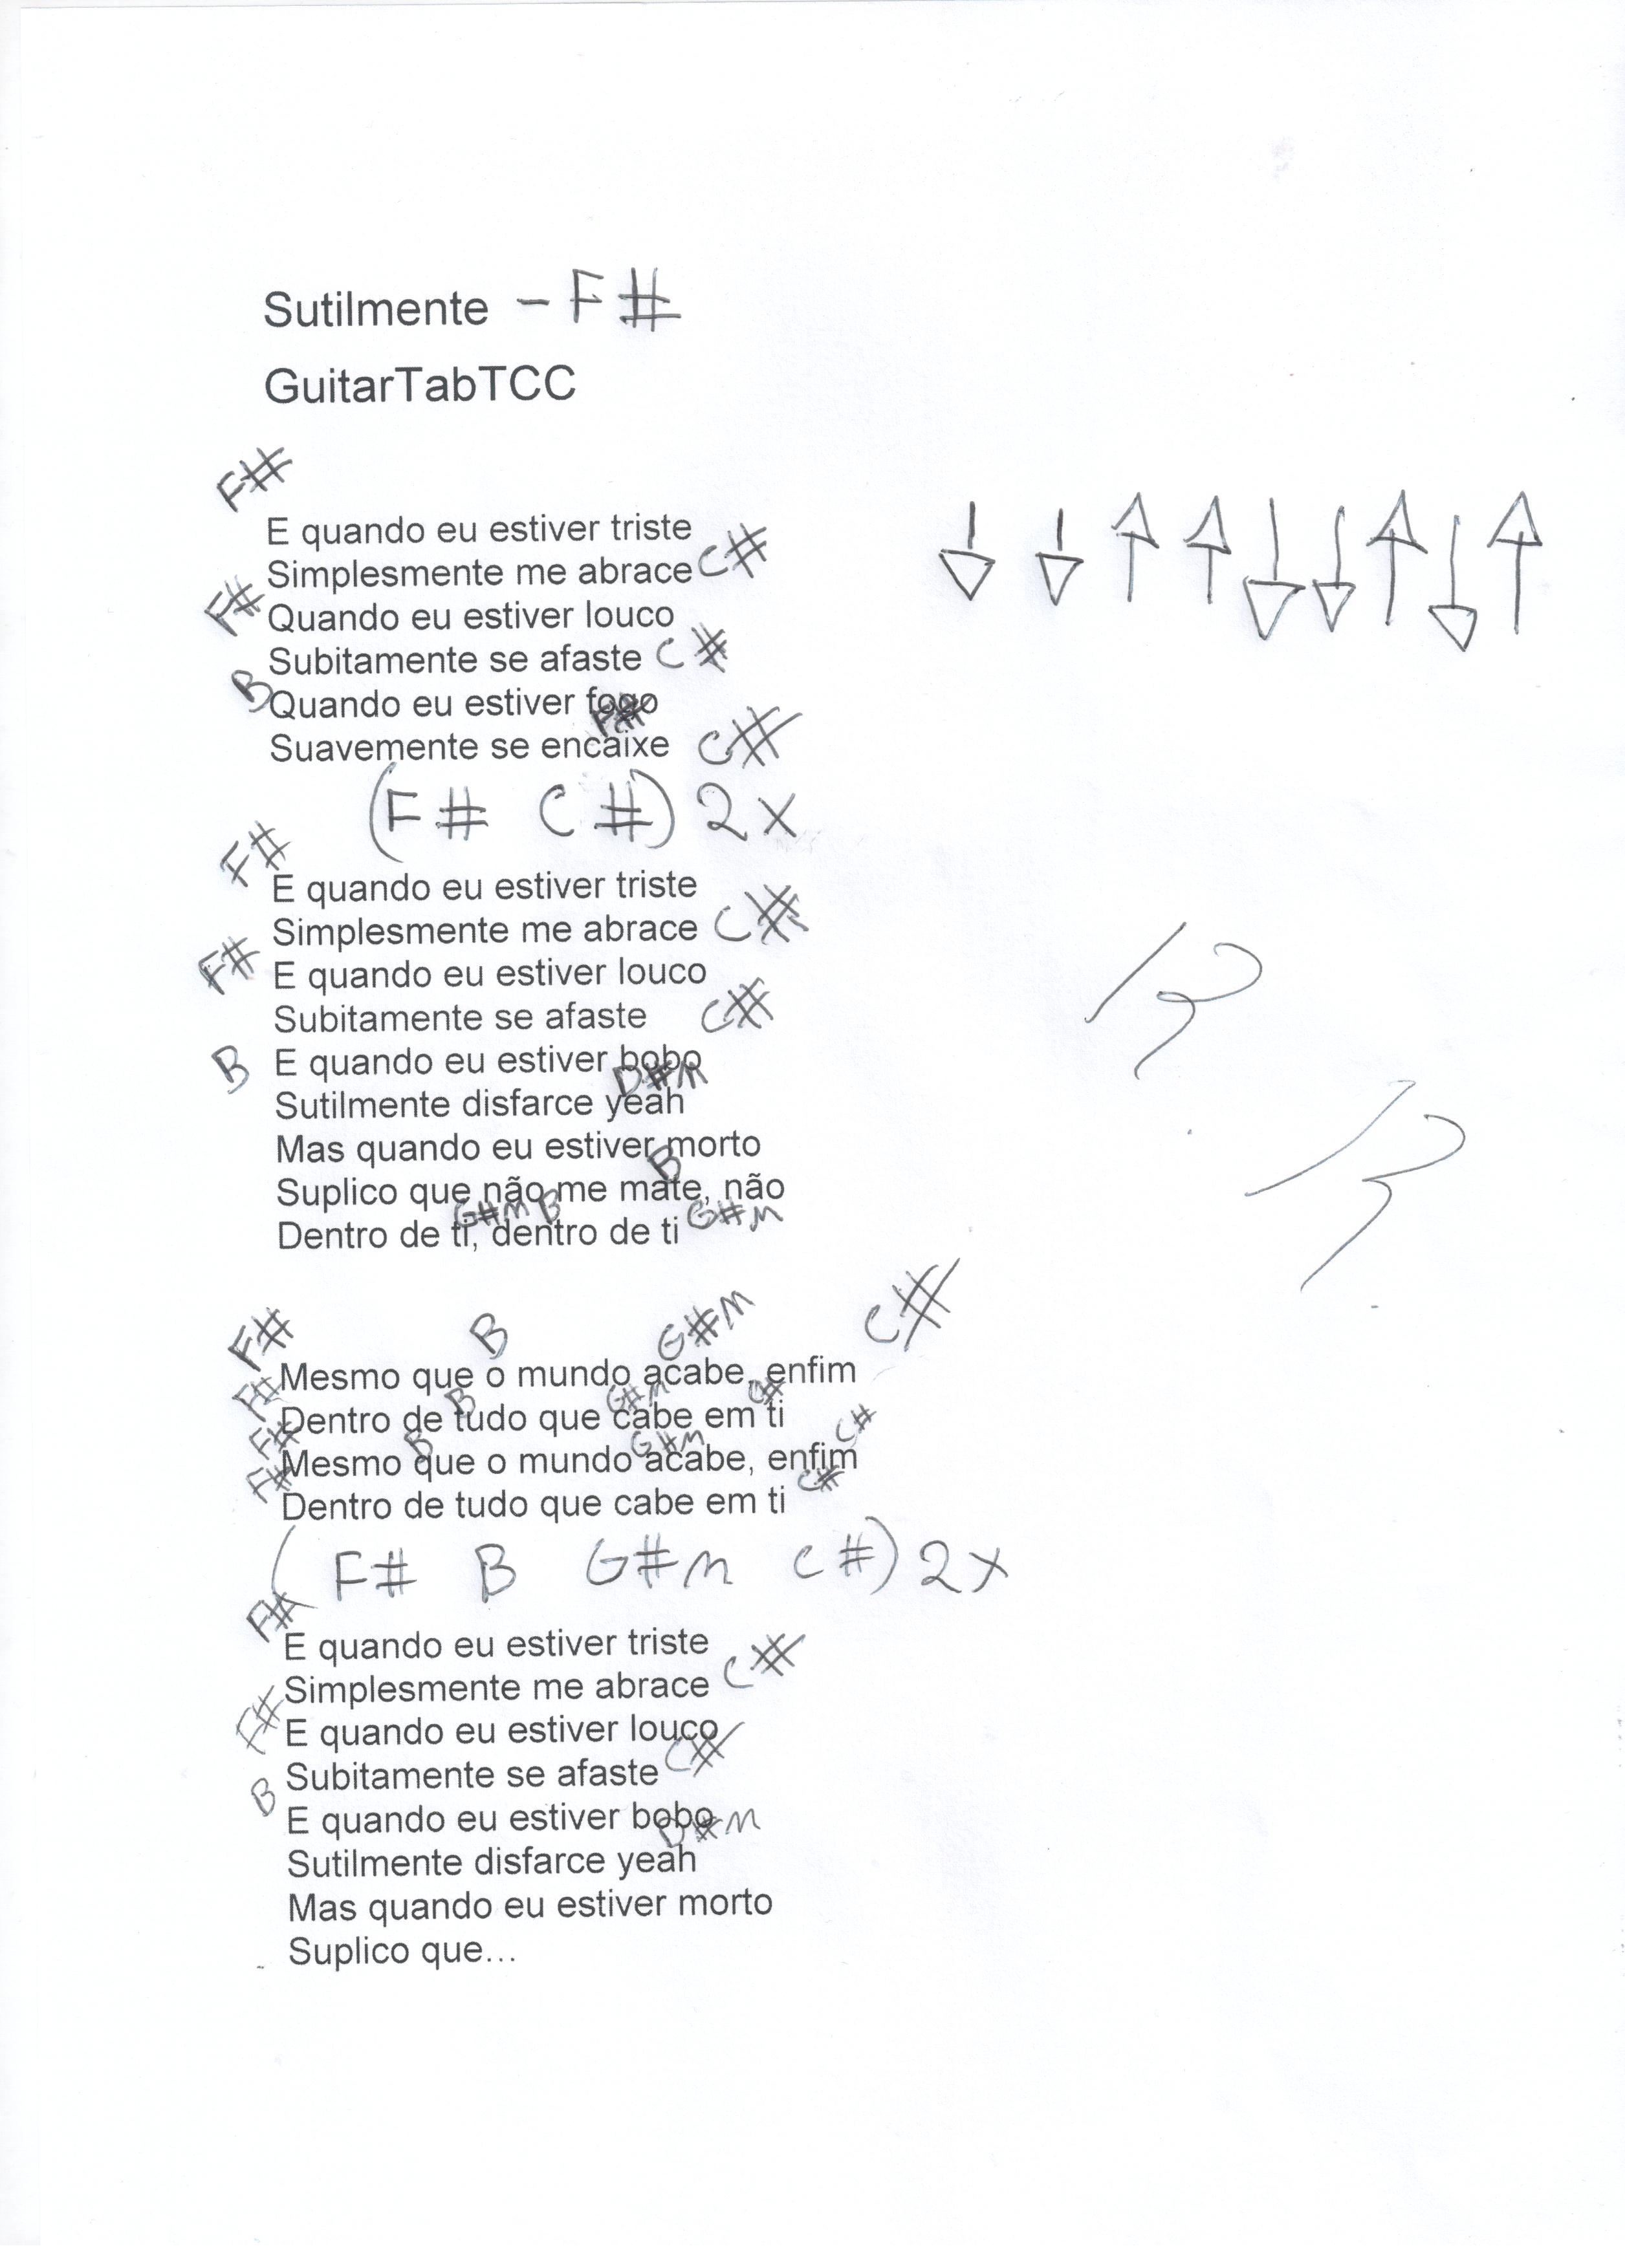 Sutilmente - F#
GuitarTabTCC
F#
E quando eu estiver triste
Simplesmente me abrace C#
F# Quando eu estiver louco
Subitamente se afaste C#
B Quando eu estiver fogo
F#
Suavemente se encaixe C#
(F# C#) 2x
F#
E quando eu estiver triste
Simplesmente me abrace C#
F# E quando eu estiver louco
Subitamente se afaste C#
B E quando eu estiver bobo
D#m
Sutilmente disfarce yeah
Mas quando eu estiver morto
B
Suplico que não me mate, não
G#m B G#m
Dentro de ti, dentro de ti
F# B G#m C#
Mesmo que o mundo acabe, enfim
F# B G#m C#
Dentro de tudo que cabe em ti
F# B G#m C#
Mesmo que o mundo acabe, enfim
F# C#
Dentro de tudo que cabe em ti
(F# B G#m C#) 2x
F#
E quando eu estiver triste
Simplesmente me abrace C#
F# E quando eu estiver louco
Subitamente se afaste C#
B
E quando eu estiver bobo
D#m
Sutilmente disfarce yeah
Mas quando eu estiver morto
Suplico que...